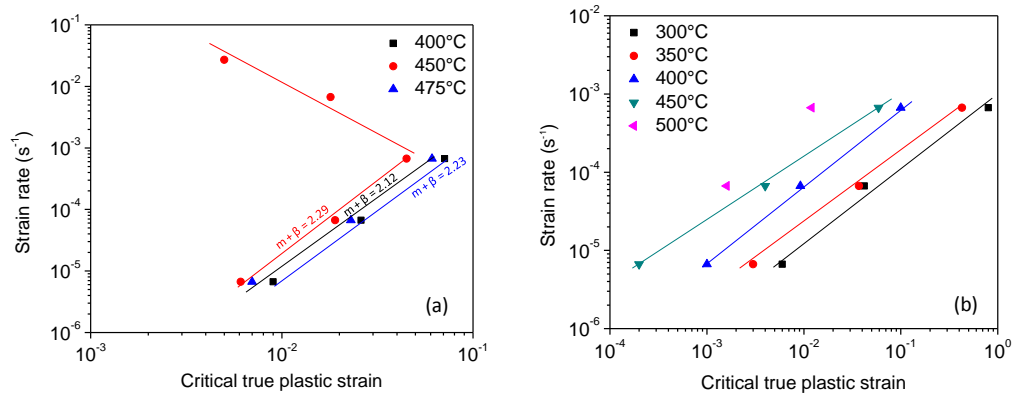 10⁻¹
10⁻²
10⁻³
10⁻⁴
10⁻⁵
10⁻⁶
Strain rate (s⁻¹)
400°C
450°C
475°C
m + β = 2.29
m + β = 2.12
m + β = 2.23
(a)
10⁻³
10⁻²
10⁻¹
Critical true plastic strain
10⁻²
10⁻³
10⁻⁴
10⁻⁵
10⁻⁶
Strain rate (s⁻¹)
300°C
350°C
400°C
450°C
500°C
(b)
10⁻⁴
10⁻³
10⁻²
10⁻¹
10⁰
Critical true plastic strain